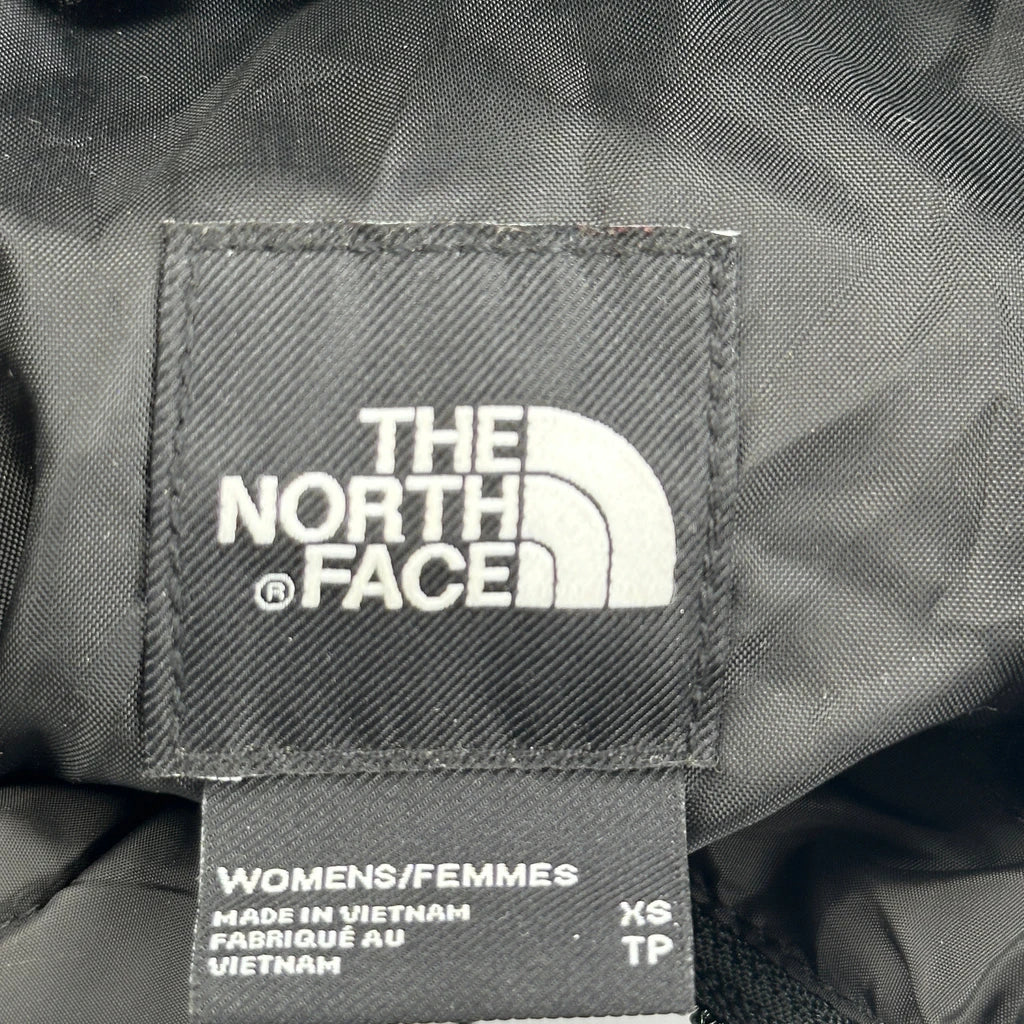 THE
NORTH
®FACE
WOMENS/FEMMES
MADE IN VIETNAM XS
FABRIQUÉ AU TP
VIETNAM